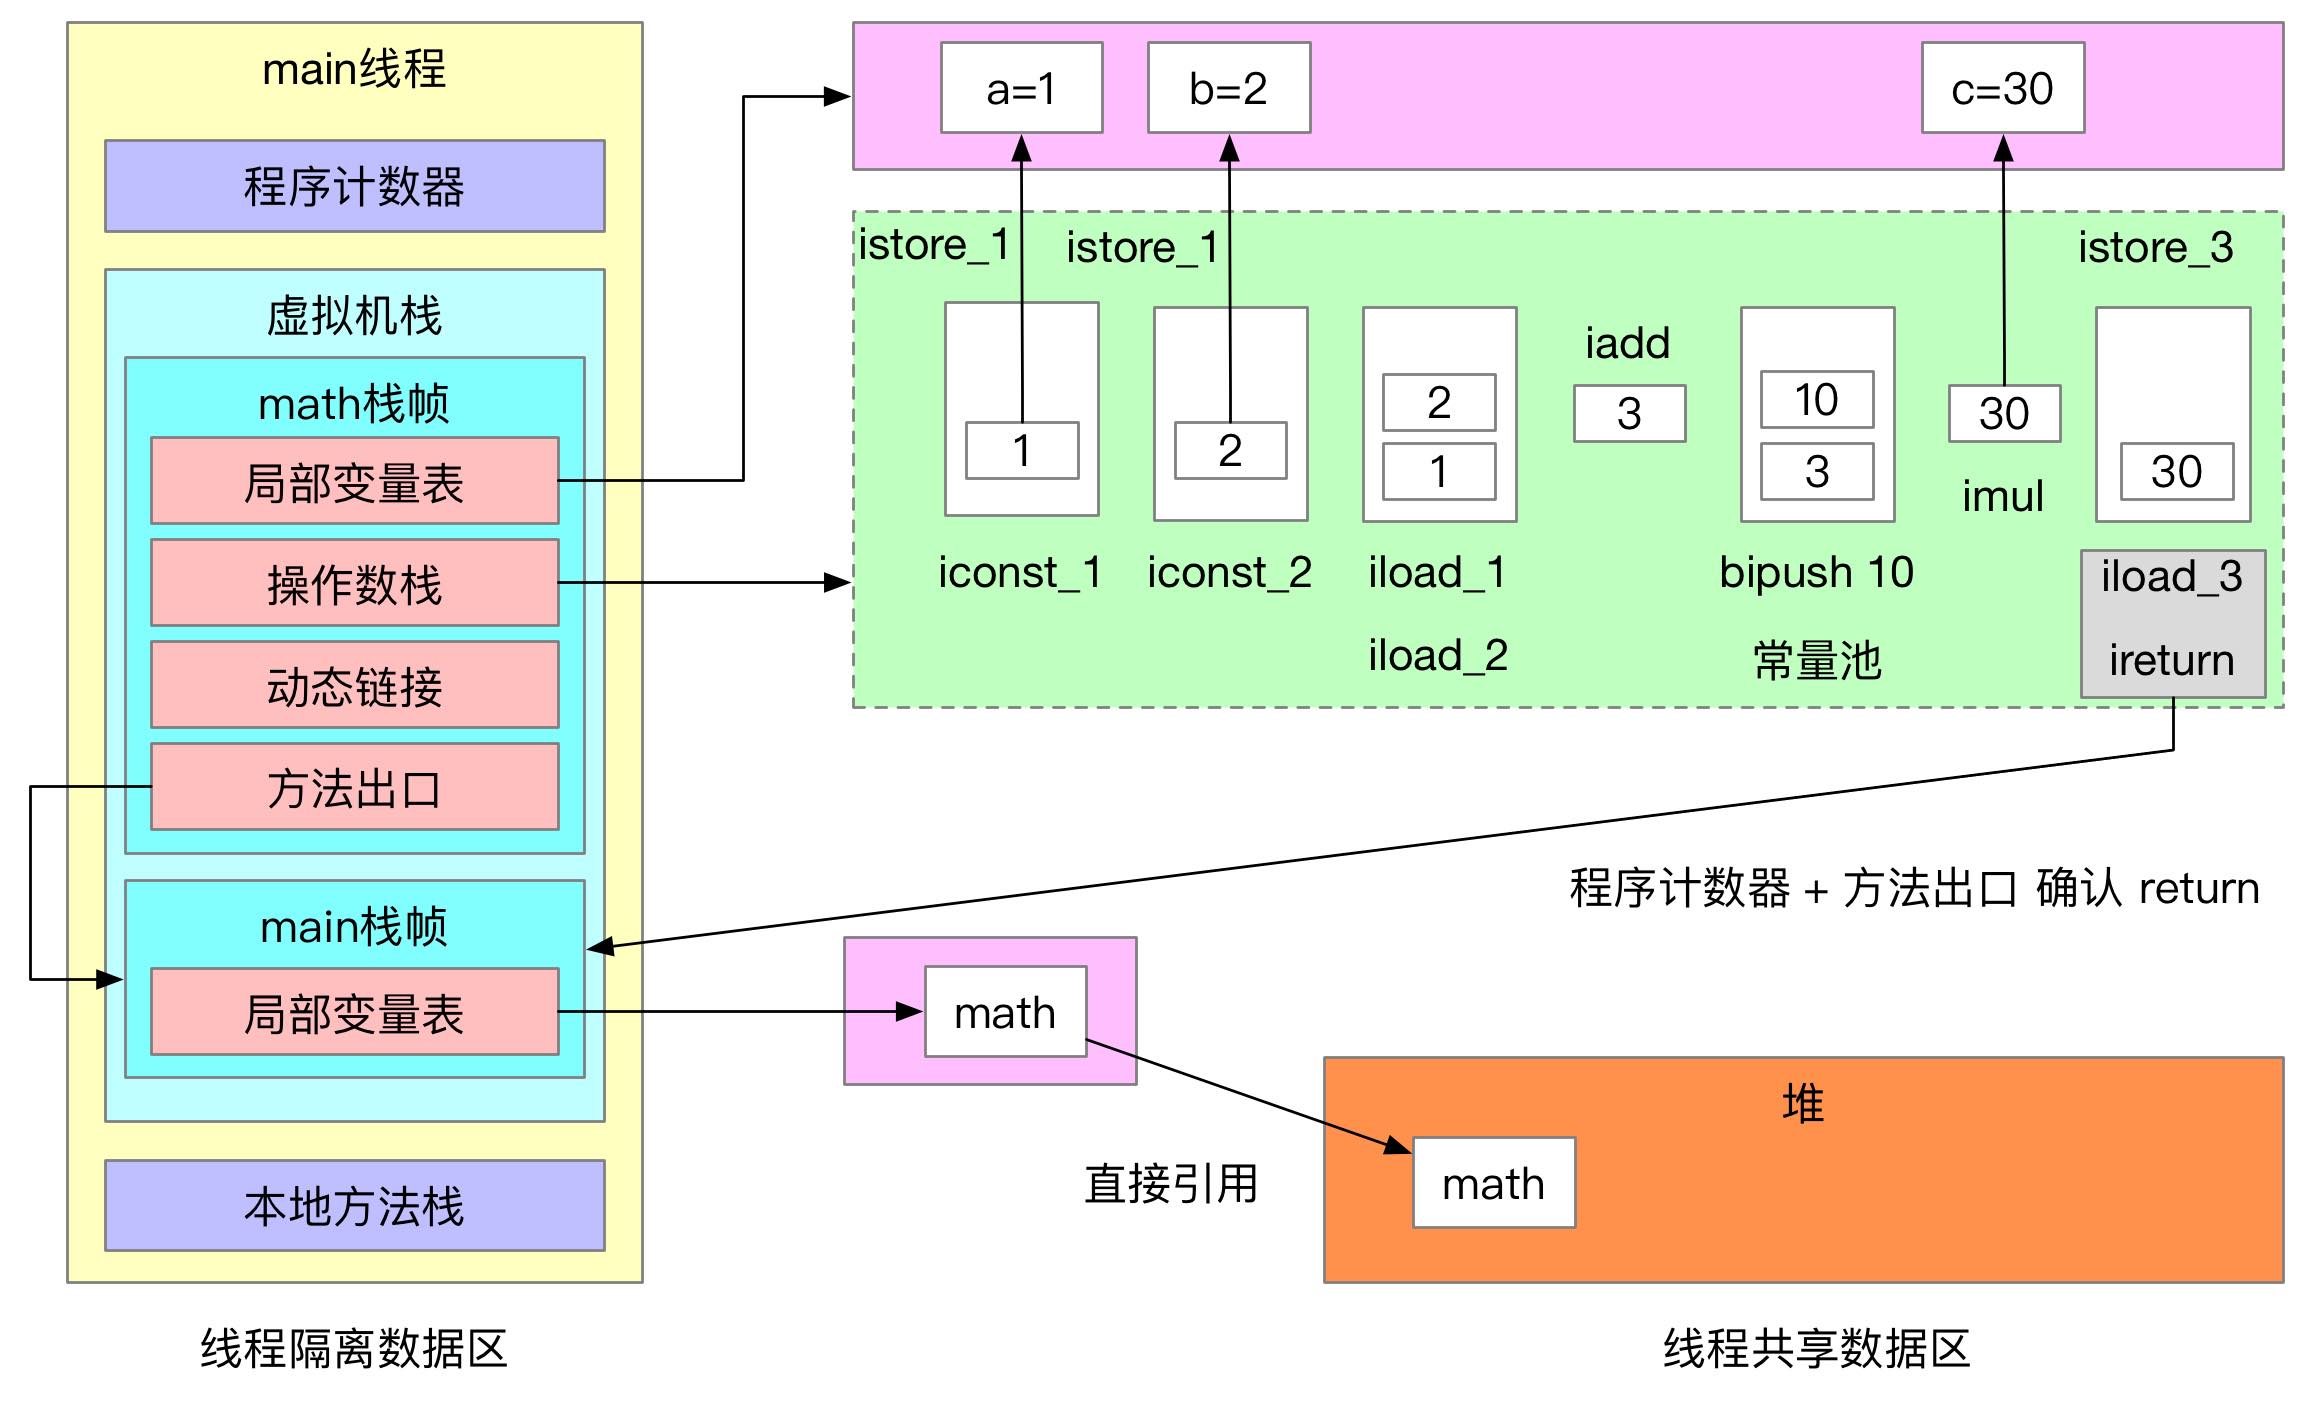 main线程
程序计数器
虚拟机栈
math栈帧
局部变量表
操作数栈
动态链接
方法出口
main栈帧
局部变量表
本地方法栈
线程隔离数据区
a=1
b=2
c=30
istore_1
istore_1
istore_3
1
2
2
1
iadd
3
10
3
30
imul
30
iconst_1
iconst_2
iload_1
iload_2
bipush 10
常量池
iload_3
ireturn
程序计数器 + 方法出口 确认 return
math
直接引用
堆
math
线程共享数据区